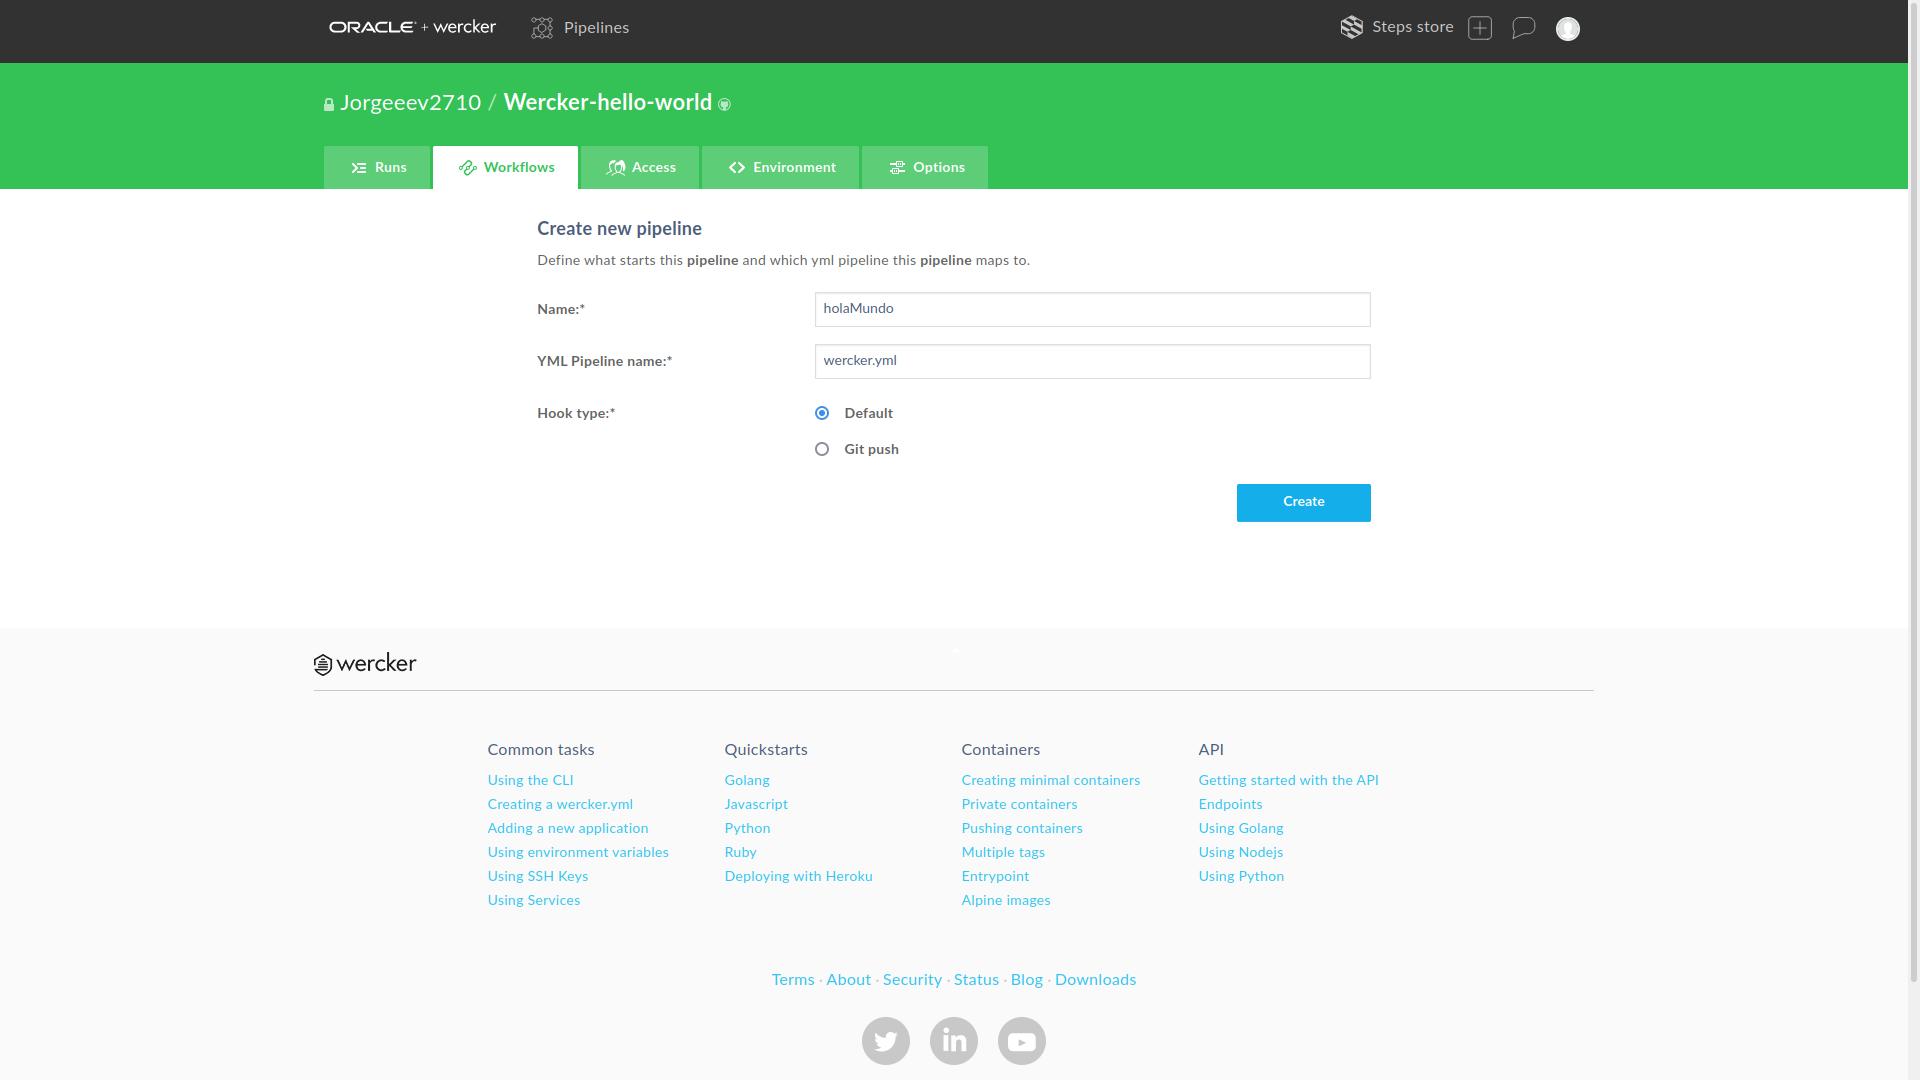 ORACLE + wercker
Pipelines
Steps store
Jorgeeev2710 / Wercker-hello-world
Runs
Workflows
Access
Environment
Options
Create new pipeline
Define what starts this pipeline and which yml pipeline this pipeline maps to.
Name:*
holaMundo
YML Pipeline name:*
wercker.yml
Hook type:*
Default
Git push
Create
wercker
Common tasks
Using the CLI
Creating a wercker.yml
Adding a new application
Using environment variables
Using SSH Keys
Using Services
Quickstarts
Golang
Javascript
Python
Ruby
Deploying with Heroku
Containers
Creating minimal containers
Private containers
Pushing containers
Multiple tags
Entrypoint
Alpine images
API
Getting started with the API
Endpoints
Using Golang
Using Nodejs
Using Python
Terms · About · Security · Status · Blog · Downloads
in